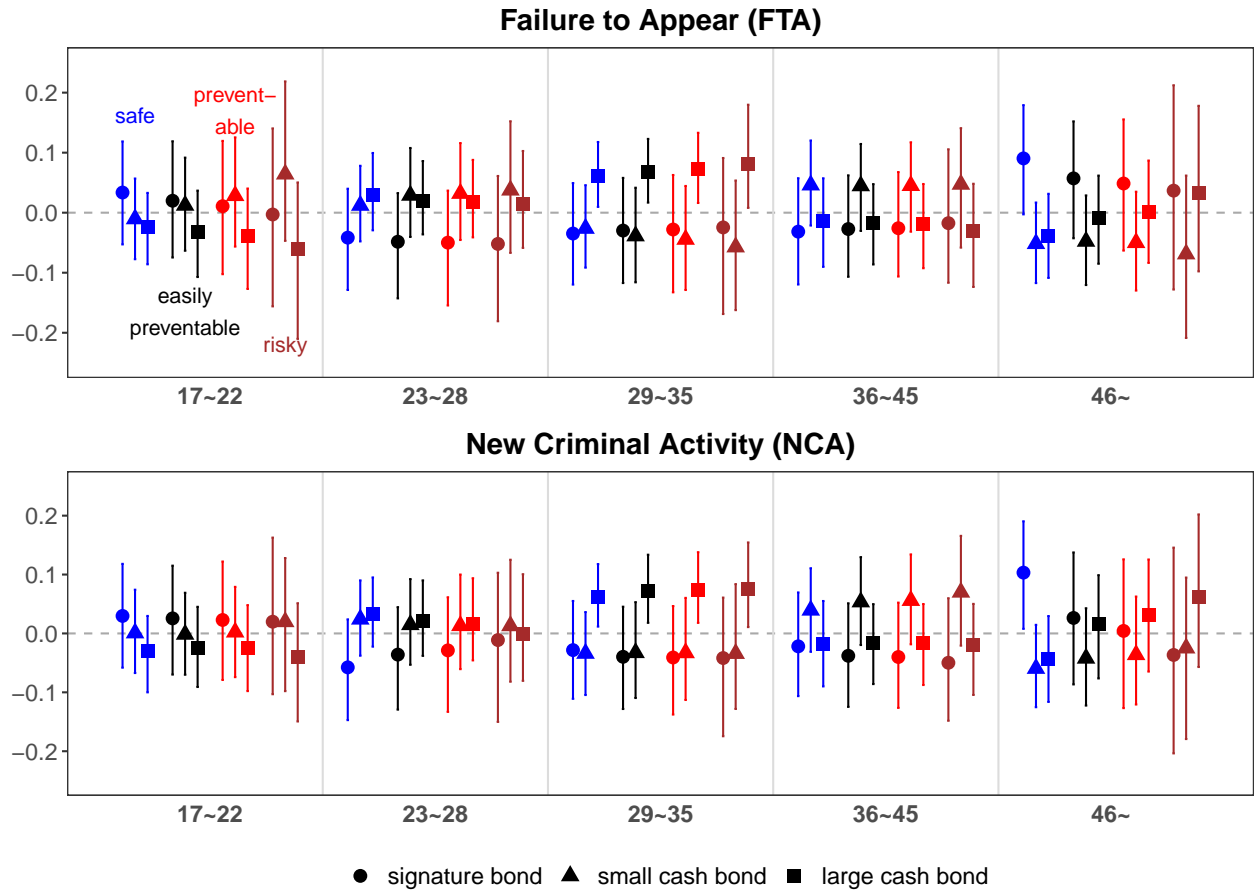 Failure to Appear (FTA)
0.2
0.1
0.0
−0.1
−0.2
safe
prevent−
able
easily
preventable
risky
17~22 23~28 29~35 36~45 46~
New Criminal Activity (NCA)
0.2
0.1
0.0
−0.1
−0.2
17~22 23~28 29~35 36~45 46~
signature bond small cash bond large cash bond